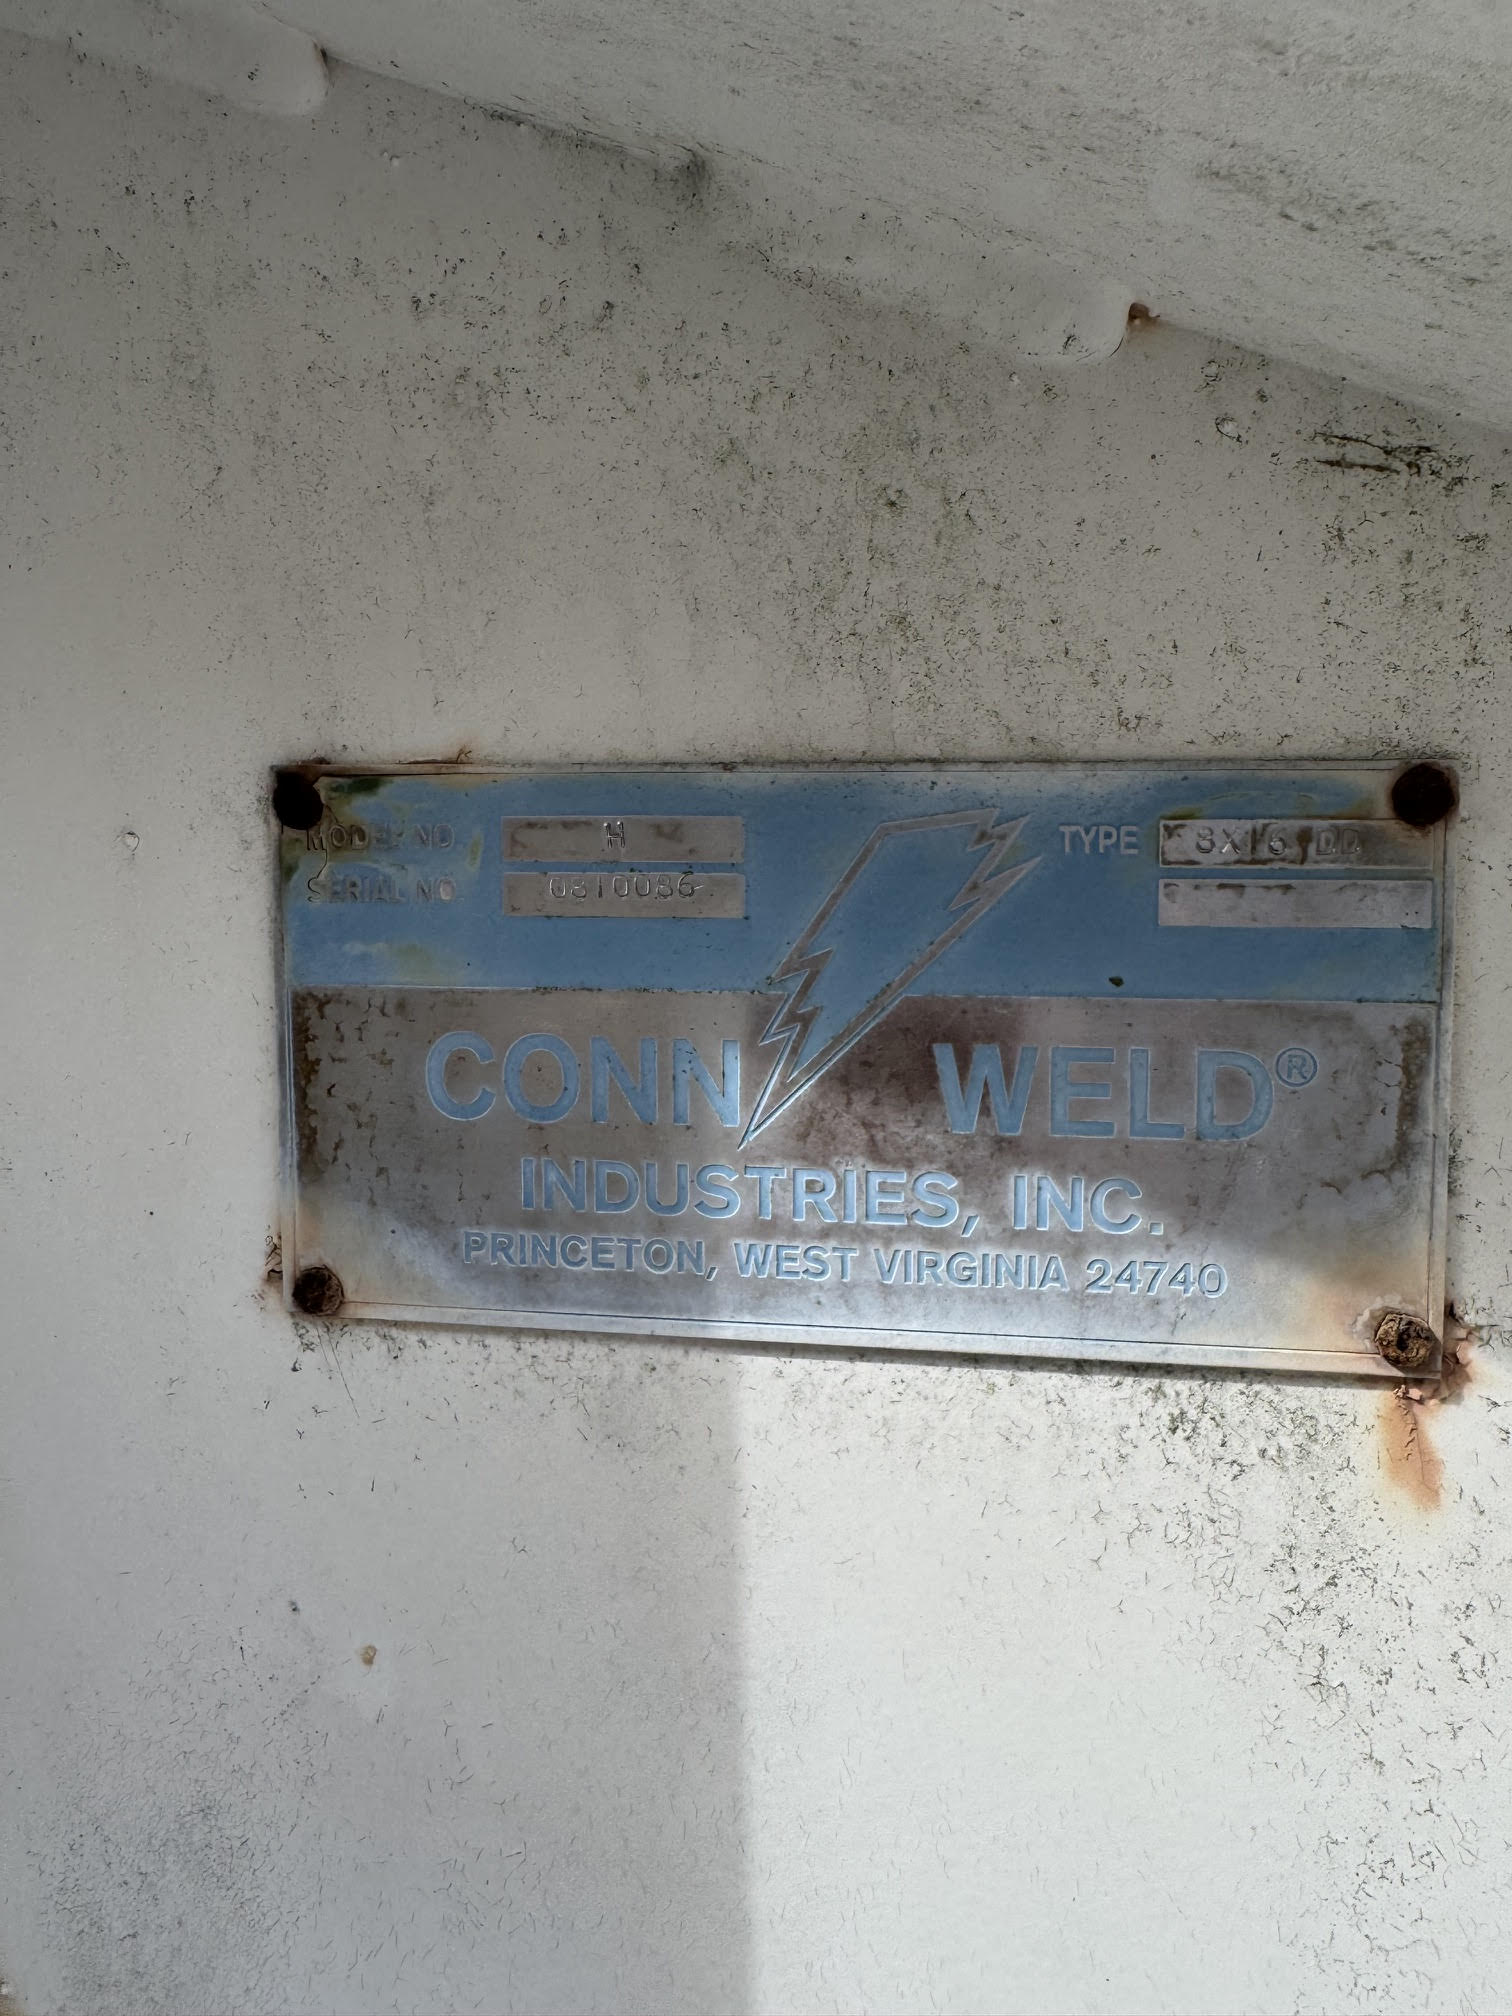 MODEL NO. H
SERIAL NO. 0810086
TYPE 8X16 DD
CONN WELD®
INDUSTRIES, INC.
PRINCETON, WEST VIRGINIA 24740